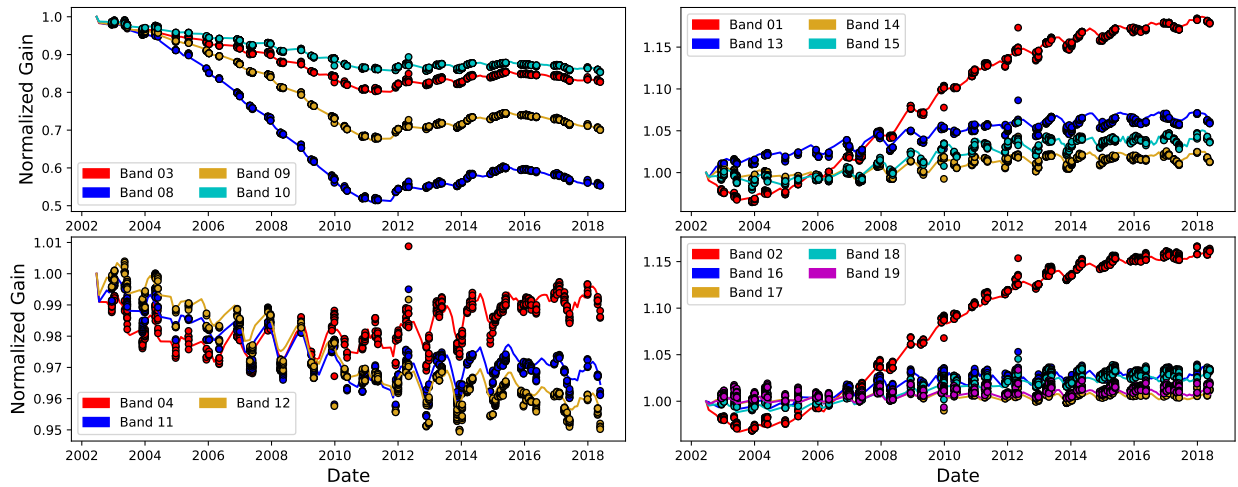 Normalized Gain
1.0
0.9
0.8
0.7
0.6
0.5
Band 03 Band 09
Band 08 Band 10
2002 2004 2006 2008 2010 2012 2014 2016 2018
1.15
1.10
1.05
1.00
Band 01 Band 14
Band 13 Band 15
2002 2004 2006 2008 2010 2012 2014 2016 2018
Normalized Gain
1.01
1.00
0.99
0.98
0.97
0.96
0.95
Band 04 Band 12
Band 11
2002 2004 2006 2008 2010 2012 2014 2016 2018
Date
1.15
1.10
1.05
1.00
Band 02 Band 18
Band 16 Band 19
Band 17
2002 2004 2006 2008 2010 2012 2014 2016 2018
Date